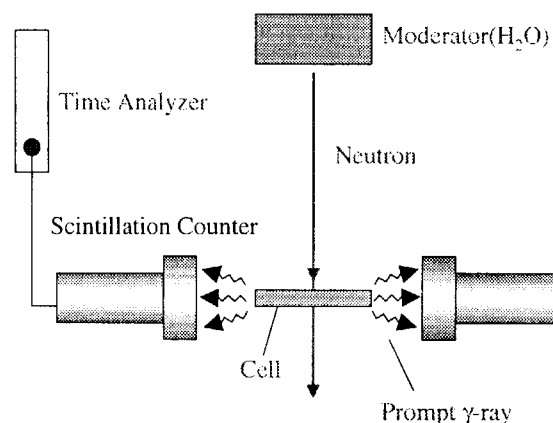 Moderator(H₂O)
Time Analyzer
Neutron
Scintillation Counter
Cell
Prompt γ-ray